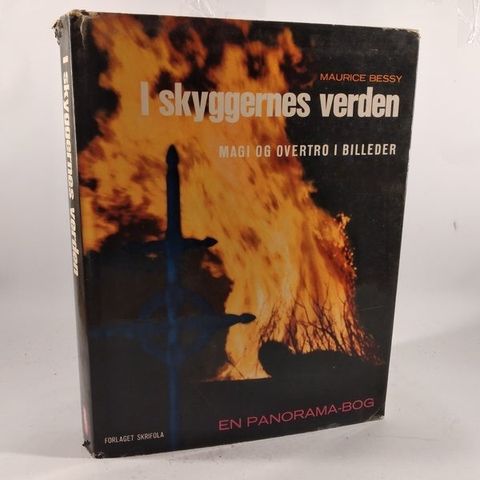 I skyggernes verden
MAURICE BESSY
I skyggernes verden
MAGI OG OVERTRO I BILLEDER
EN PANORAMA-BOG
FORLAGET SKRIFOLA